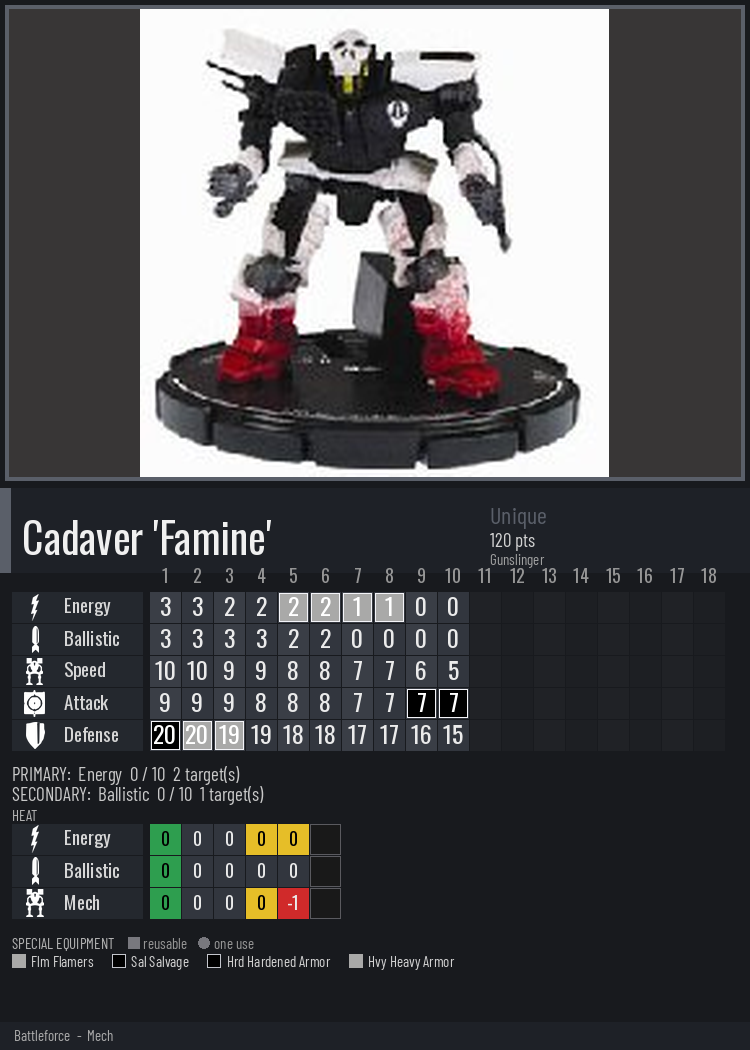 Cadaver 'Famine'
Unique
120 pts
Gunslinger
1 2 3 4 5 6 7 8 9 10 11 12 13 14 15 16 17 18
Energy 3 3 2 2 2 2 1 1 0 0
Ballistic 3 3 3 3 2 2 0 0 0 0
Speed 10 10 9 9 8 8 7 7 6 5
Attack 9 9 9 8 8 8 7 7 7 7
Defense 20 20 19 19 18 18 17 17 16 15
PRIMARY: Energy 0 / 10 2 target(s)
SECONDARY: Ballistic 0 / 10 1 target(s)
HEAT
Energy 0 0 0 0 0
Ballistic 0 0 0 0 0
Mech 0 0 0 0 -1
SPECIAL EQUIPMENT reusable one use
Flm Flamers Sal Salvage Hrd Hardened Armor Hvy Heavy Armor
Battleforce - Mech